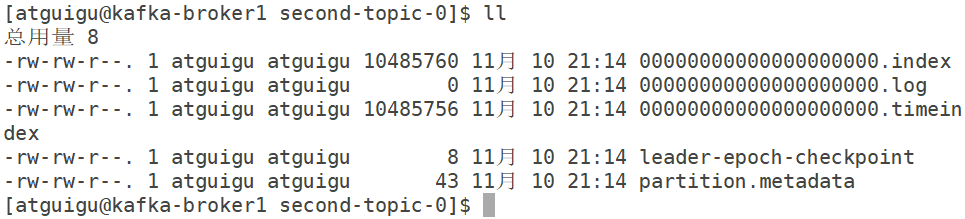 [atguigu@kafka-broker1 second-topic-0]$ ll
总用量 8
-rw-rw-r--. 1 atguigu atguigu 10485760 11月 10 21:14 00000000000000000000.index
-rw-rw-r--. 1 atguigu atguigu        0 11月 10 21:14 00000000000000000000.log
-rw-rw-r--. 1 atguigu atguigu 10485756 11月 10 21:14 00000000000000000000.timein
dex
-rw-rw-r--. 1 atguigu atguigu        8 11月 10 21:14 leader-epoch-checkpoint
-rw-rw-r--. 1 atguigu atguigu       43 11月 10 21:14 partition.metadata
[atguigu@kafka-broker1 second-topic-0]$